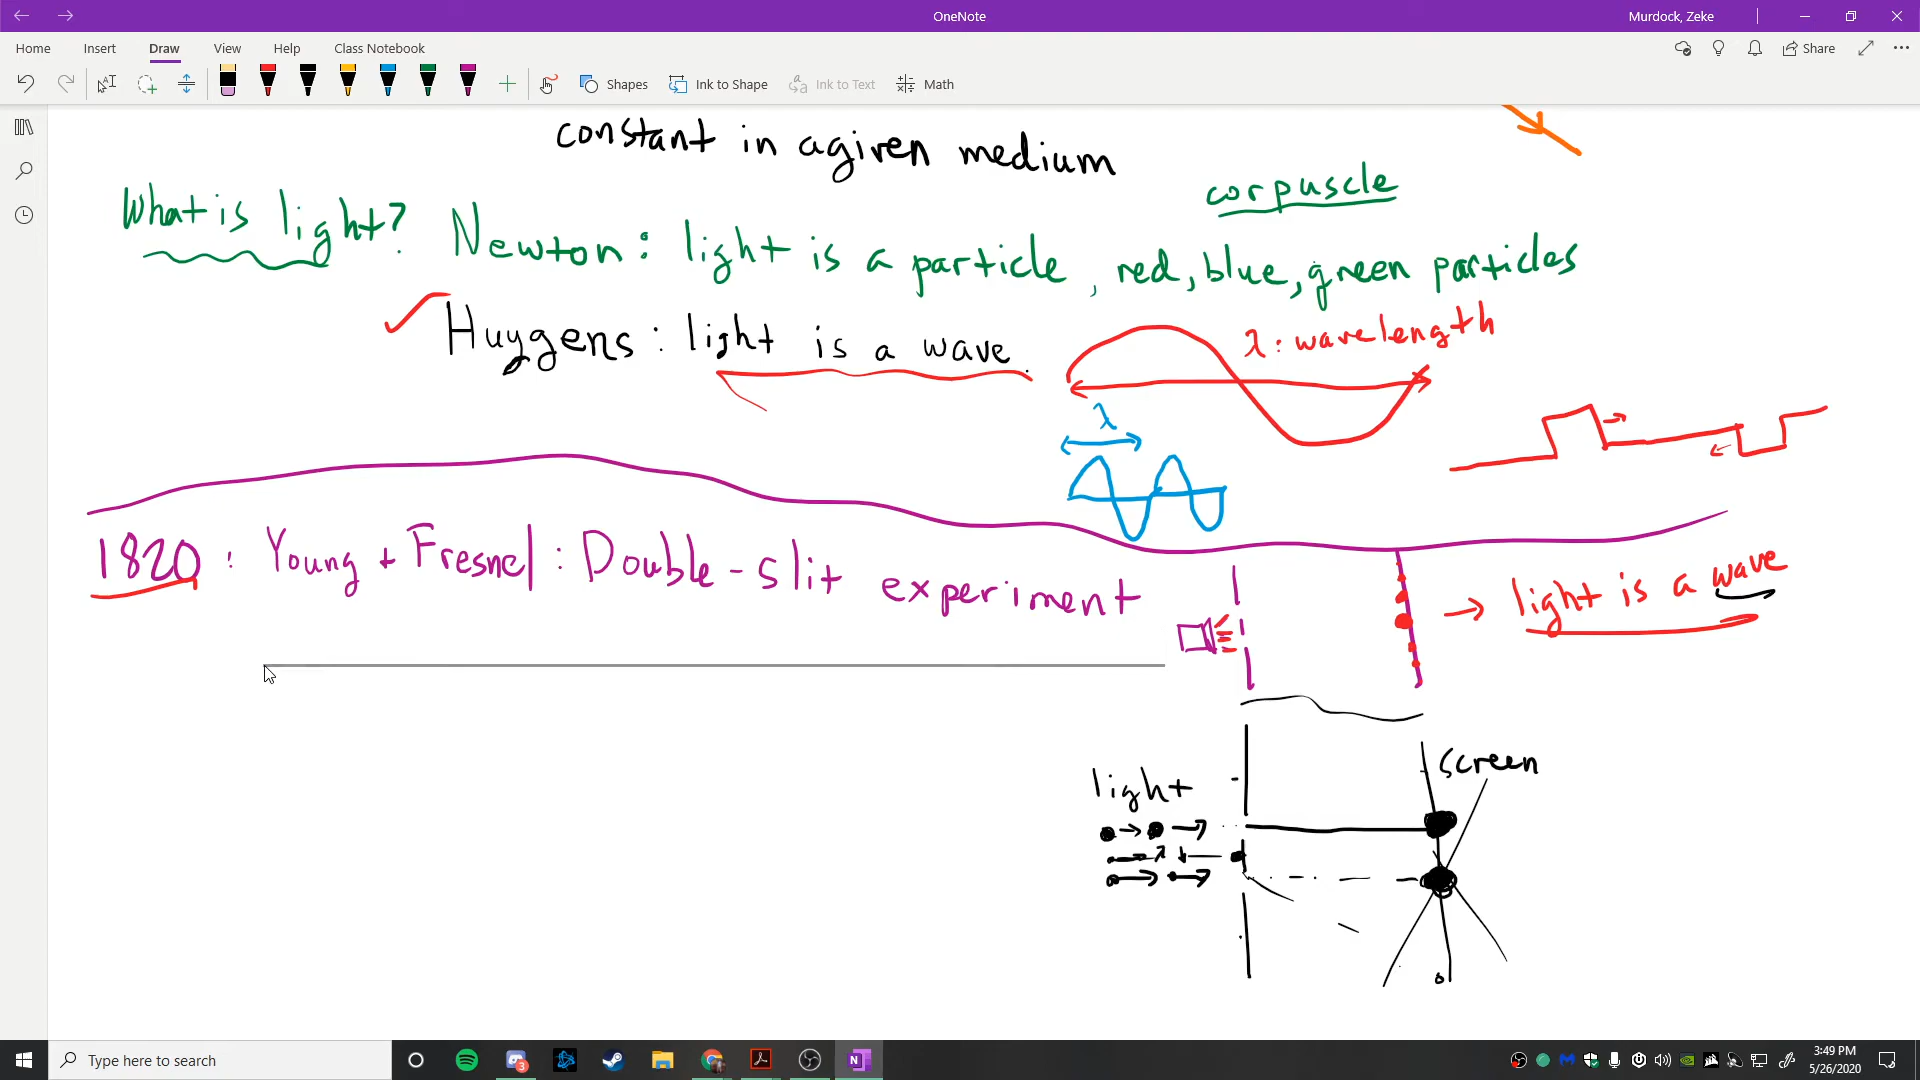 OneNote
Murdock, Zeke
Home Insert Draw View Help Class Notebook
Share
Shapes Ink to Shape Ink to Text Math
constant in a given medium
corpuscle
What is light? Newton: light is a particle, red, blue, green particles
Huygens: light is a wave.
λ: wavelength
λ
1820: Young + Fresnel: Double-slit experiment
→ light is a wave
screen
light
Type here to search
3
N
3:49 PM
5/26/2020